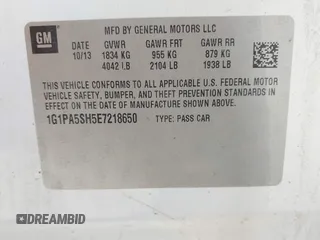 GM
MFD BY GENERAL MOTORS LLC
10/13 GVWR GAWR FRT GAWR RR
1834 KG 955 KG 879 KG
4042 LB 2104 LB 1938 LB
THIS VEHICLE CONFORMS TO ALL APPLICABLE U.S. FEDERAL MOTOR
VEHICLE SAFETY, BUMPER, AND THEFT PREVENTION STANDARDS IN
EFFECT ON THE DATE OF MANUFACTURE SHOWN ABOVE.
1G1PA5SH5E7218650 TYPE: PASS CAR
©DREAMBID